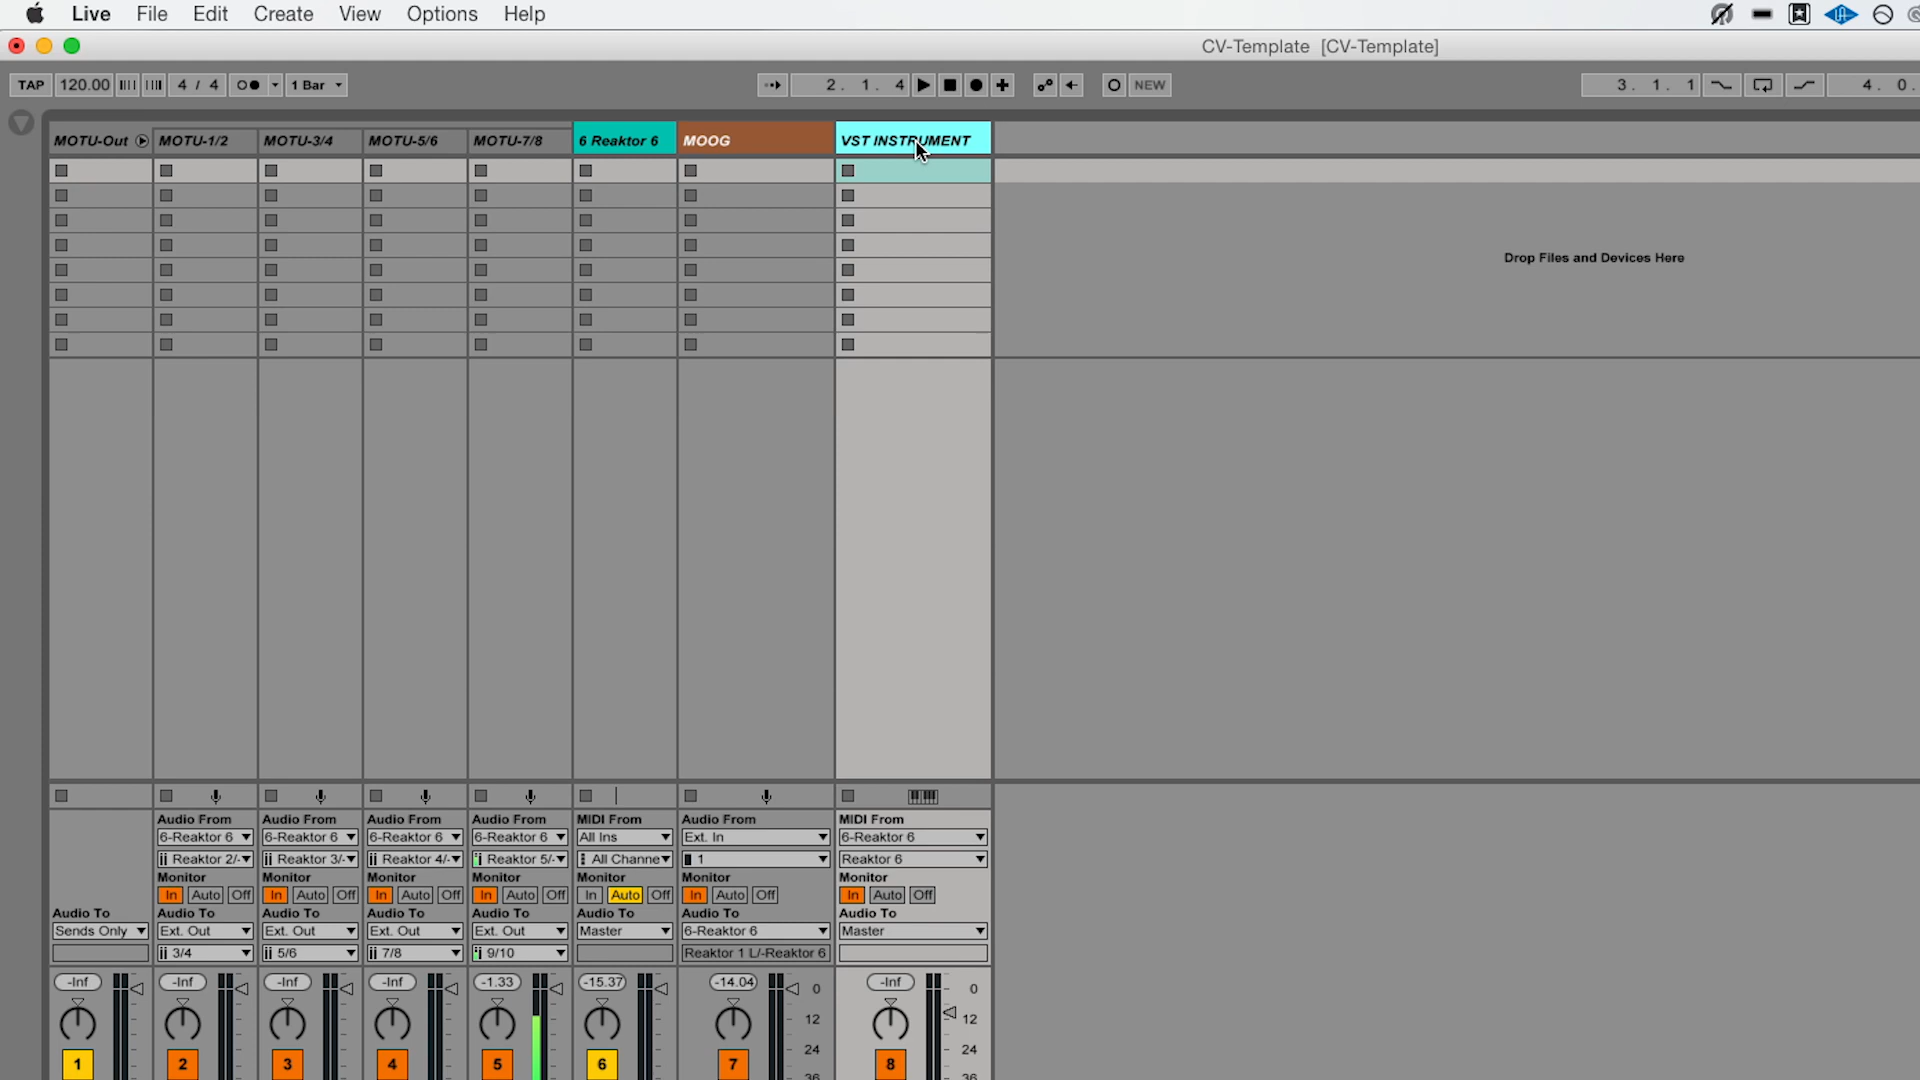 Live File Edit Create View Options Help
CV-Template [CV-Template]
TAP 120.00 4 / 4 1 Bar 2. 1. 4 NEW 3. 1. 1 4. 0.
MOTU-Out MOTU-1/2 MOTU-3/4 MOTU-5/6 MOTU-7/8 6 Reaktor 6 MOOG VST INSTRUMENT
Drop Files and Devices Here
Audio From Audio From Audio From Audio From MIDI From Audio From MIDI From
6-Reaktor 6 6-Reaktor 6 6-Reaktor 6 6-Reaktor 6 All Ins Ext. In 6-Reaktor 6
Reaktor 2/- Reaktor 3/- Reaktor 4/- Reaktor 5/- All Channe 1 Reaktor 6
Monitor Monitor Monitor Monitor Monitor Monitor Monitor
In Auto Off In Auto Off In Auto Off In Auto Off In Auto Off In Auto Off In Auto Off
Audio To Audio To Audio To Audio To Audio To Audio To Audio To Audio To
Sends Only Ext. Out Ext. Out Ext. Out Ext. Out Master 6-Reaktor 6 Master
3/4 5/6 7/8 9/10 Reaktor 1 L/-Reaktor 6
-Inf -Inf -Inf -Inf -1.33 -15.37 -14.04 0 -Inf 0
12 12
24 24
1 2 3 4 5 6 7 8
36 36